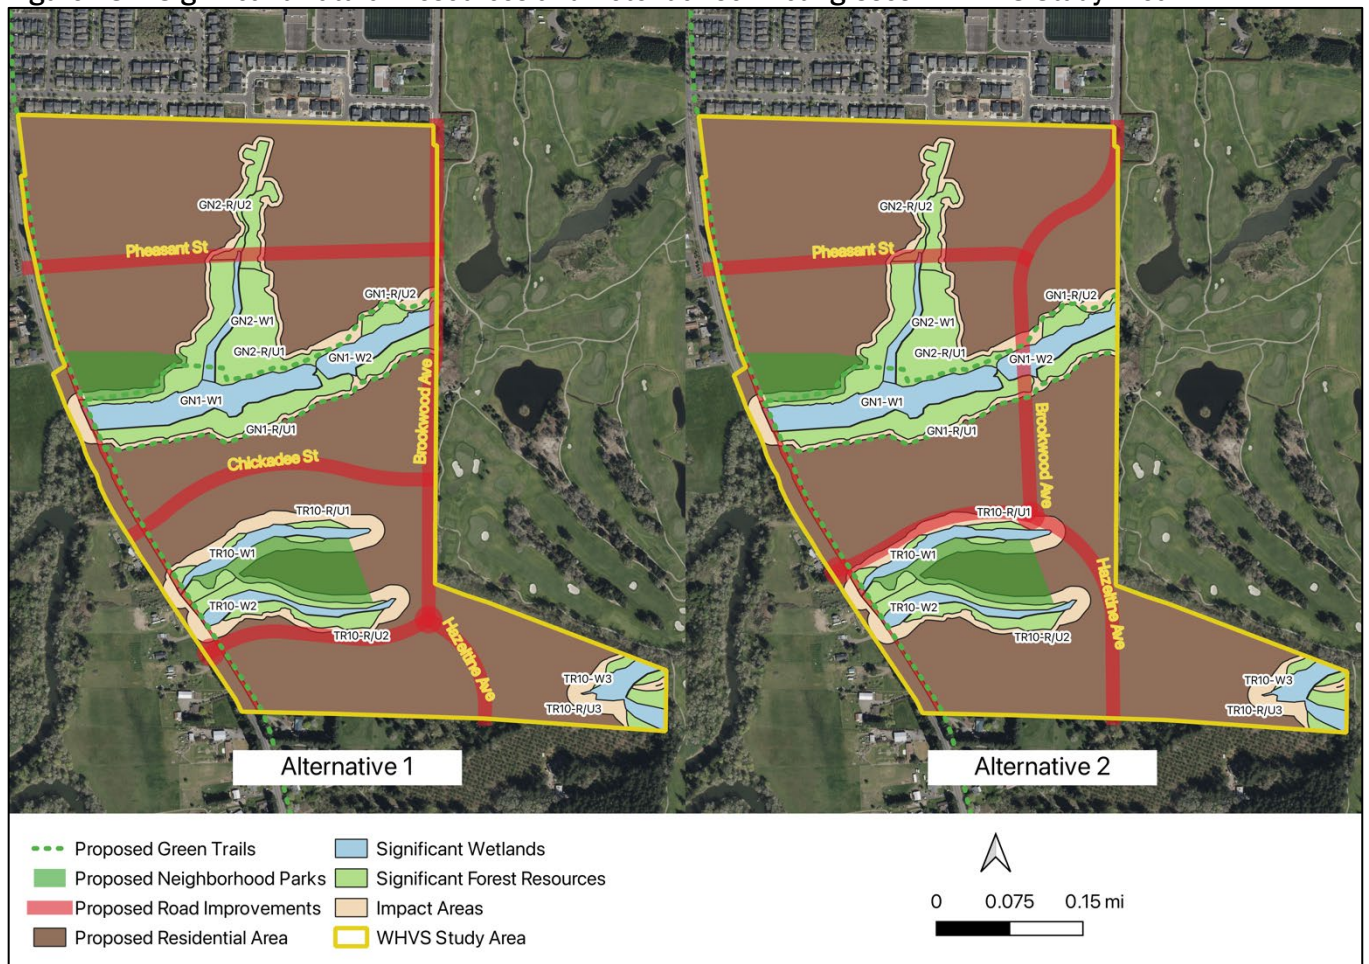 GN2-R/U2
Pheasant St
GN1-R/U2
GN2-W1
GN2-R/U1
GN1-W2
GN1-W1
GN1-R/U1
Brookwood Ave
Chickadee St
TR10-R/U1
TR10-W1
TR10-W2
TR10-R/U2
Hazeltine Ave
TR10-W3
TR10-R/U3
Alternative 1
GN2-R/U2
Pheasant St
GN1-R/U2
GN2-W1
GN2-R/U1
GN1-W2
GN1-W1
GN1-R/U1
Brookwood Ave
TR10-R/U1
TR10-W1
TR10-W2
TR10-R/U2
Hazeltine Ave
TR10-W3
TR10-R/U3
Alternative 2
Proposed Green Trails
Proposed Neighborhood Parks
Proposed Road Improvements
Proposed Residential Area
Significant Wetlands
Significant Forest Resources
Impact Areas
WHVS Study Area
0 0.075 0.15 mi